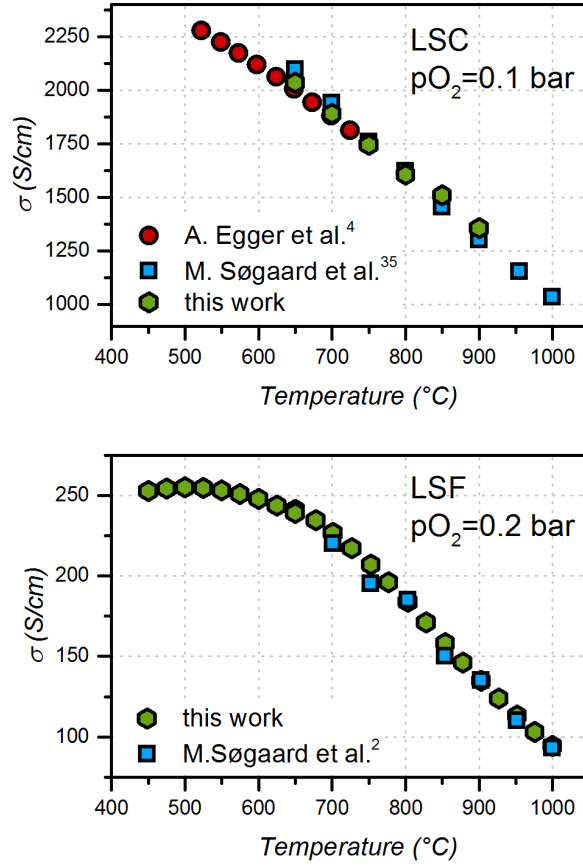 2250
2000
1750
1500
1250
1000
σ (S/cm)
LSC
pO₂=0.1 bar
A. Egger et al.⁴
M. Søgaard et al.³⁵
this work
400 500 600 700 800 900 1000
Temperature (°C)
250
200
150
100
σ (S/cm)
LSF
pO₂=0.2 bar
this work
M.Søgaard et al.²
400 500 600 700 800 900 1000
Temperature (°C)